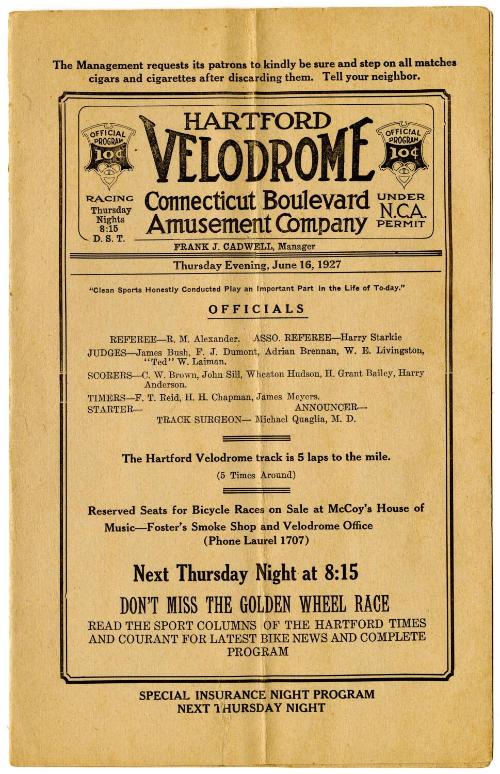 The Management requests its patrons to kindly be sure and step on all matches
cigars and cigarettes after discarding them. Tell your neighbor.
HARTFORD
VELODROME
OFFICIAL
PROGRAM
10¢
RACING
Thursday
Nights
8:15
D. S. T.
OFFICIAL
PROGRAM
10¢
UNDER
N.C.A.
PERMIT
Connecticut Boulevard
Amusement Company
FRANK J. CADWELL, Manager
Thursday Evening, June 16, 1927
"Clean Sports Honestly Conducted Play an Important Part in the Life of To-day."
OFFICIALS
REFEREE—R. M. Alexander. ASSO. REFEREE—Harry Starkie
JUDGES—James Bush, F. J. Dumont, Adrian Brennan, W. E. Livingston,
"Ted" W. Laiman.
SCORERS—C. W. Brown, John Sill, Wheaton Hudson, H. Grant Bailey, Harry
Anderson.
TIMERS—F. T. Reid, H. H. Chapman, James Meyers.
STARTER— ANNOUNCER—
TRACK SURGEON— Michael Quaglia, M. D.
The Hartford Velodrome track is 5 laps to the mile.
(5 Times Around)
Reserved Seats for Bicycle Races on Sale at McCoy's House of
Music—Foster's Smoke Shop and Velodrome Office
(Phone Laurel 1707)
Next Thursday Night at 8:15
DON'T MISS THE GOLDEN WHEEL RACE
READ THE SPORT COLUMNS OF THE HARTFORD TIMES
AND COURANT FOR LATEST BIKE NEWS AND COMPLETE
PROGRAM
SPECIAL INSURANCE NIGHT PROGRAM
NEXT THURSDAY NIGHT